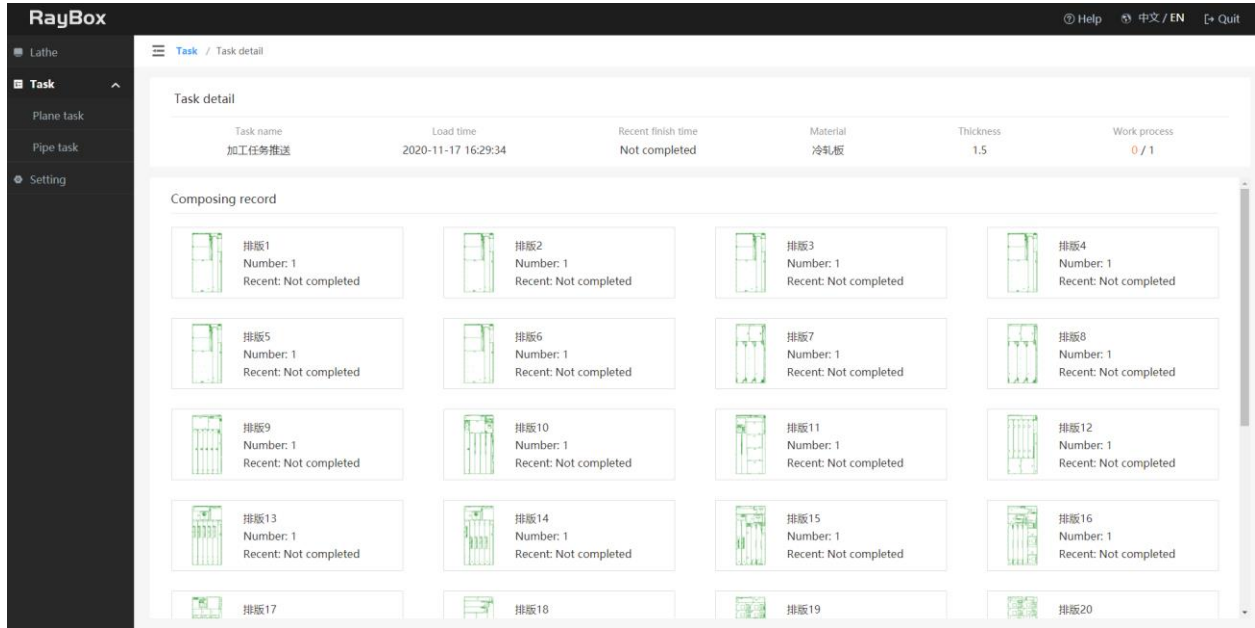 RayBox
Help 中文 / EN Quit
Lathe
Task / Task detail
Task
Plane task
Pipe task
Setting
Task detail
Task name Load time Recent finish time Material Thickness Work process
加工任务推送 2020-11-17 16:29:34 Not completed 冷轧板 1.5 0 / 1
Composing record
排版1
Number: 1
Recent: Not completed
排版2
Number: 1
Recent: Not completed
排版3
Number: 1
Recent: Not completed
排版4
Number: 1
Recent: Not completed
排版5
Number: 1
Recent: Not completed
排版6
Number: 1
Recent: Not completed
排版7
Number: 1
Recent: Not completed
排版8
Number: 1
Recent: Not completed
排版9
Number: 1
Recent: Not completed
排版10
Number: 1
Recent: Not completed
排版11
Number: 1
Recent: Not completed
排版12
Number: 1
Recent: Not completed
排版13
Number: 1
Recent: Not completed
排版14
Number: 1
Recent: Not completed
排版15
Number: 1
Recent: Not completed
排版16
Number: 1
Recent: Not completed
排版17
排版18
排版19
排版20